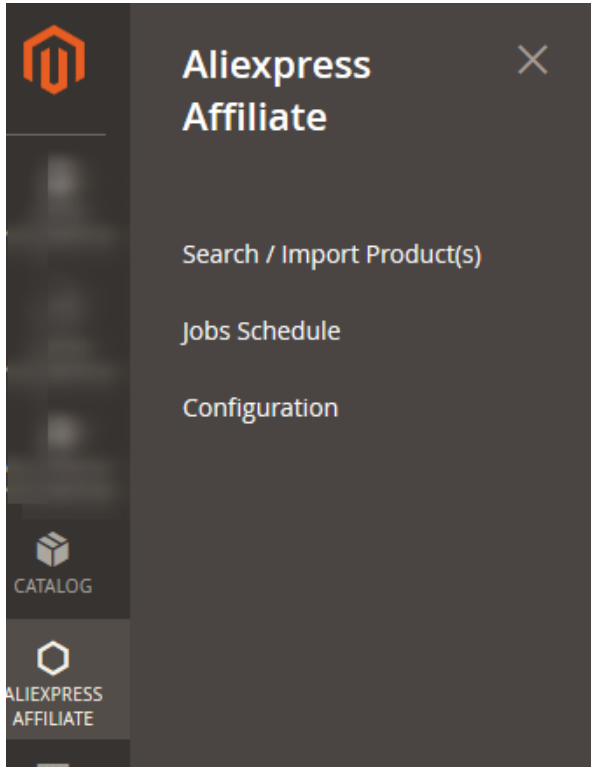 Aliexpress
Affiliate
Search / Import Product(s)
Jobs Schedule
Configuration
CATALOG
ALIEXPRESS
AFFILIATE